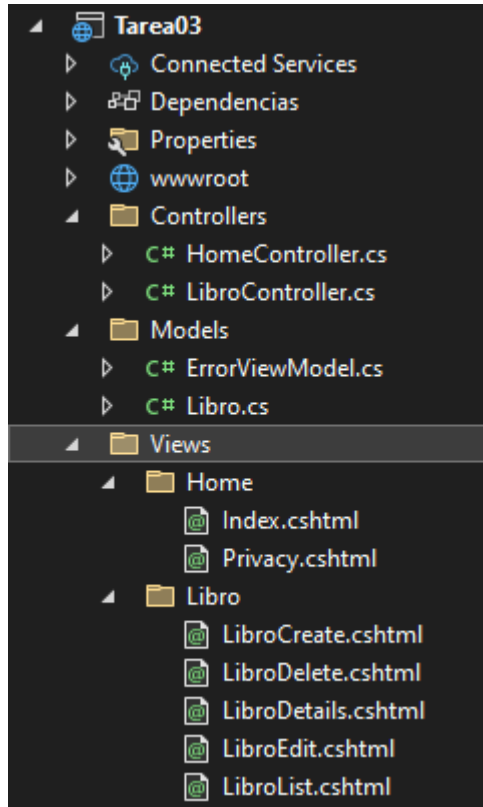 Tarea03
Connected Services
Dependencias
Properties
wwwroot
Controllers
C# HomeController.cs
C# LibroController.cs
Models
C# ErrorViewModel.cs
C# Libro.cs
Views
Home
@ Index.cshtml
@ Privacy.cshtml
Libro
@ LibroCreate.cshtml
@ LibroDelete.cshtml
@ LibroDetails.cshtml
@ LibroEdit.cshtml
@ LibroList.cshtml